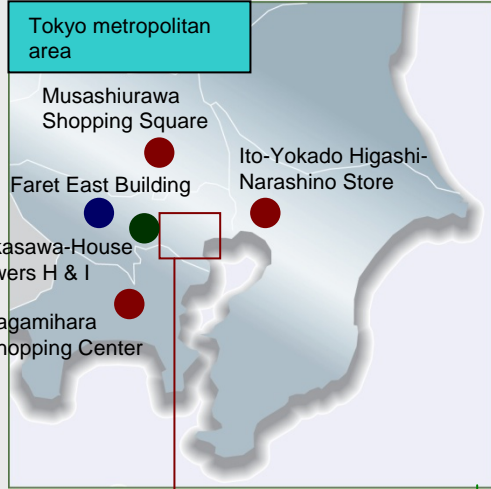 Tokyo metropolitan
area
Musashiurawa
Shopping Square
Ito-Yokado Higashi-
Narashino Store
Faret East Building
kasawa-House
wers H & I
agamihara
hopping Center